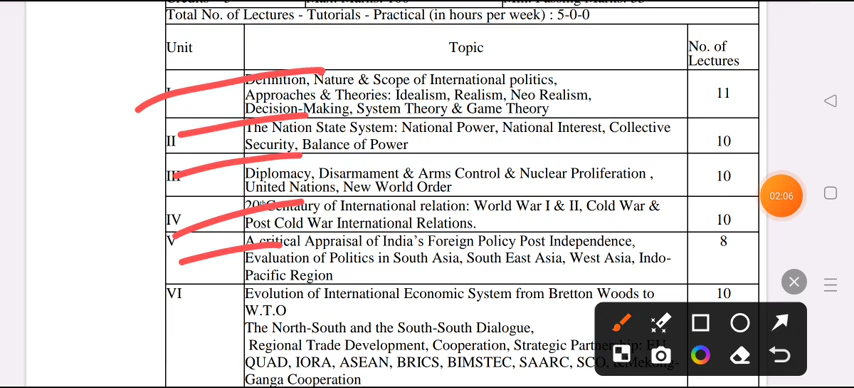 Total No. of Lectures - Tutorials - Practical (in hours per week) : 5-0-0
Unit Topic No. of
Lectures
Definition, Nature & Scope of International politics,
Approaches & Theories: Idealism, Realism, Neo Realism,
Decision-Making, System Theory & Game Theory
11
II The Nation State System: National Power, National Interest, Collective
Security, Balance of Power
10
III Diplomacy, Disarmament & Arms Control & Nuclear Proliferation ,
United Nations, New World Order
10
IV 20th Centaury of International relation: World War I & II, Cold War &
Post Cold War International Relations.
10
V A critical Appraisal of India's Foreign Policy Post Independence,
Evaluation of Politics in South Asia, South East Asia, West Asia, Indo-
Pacific Region
8
VI Evolution of International Economic System from Bretton Woods to
W.T.O
10
The North-South and the South-South Dialogue,
Regional Trade Development, Cooperation, Strategic
QUAD, IORA, ASEAN, BRICS, BIMSTEC, SAARC, SCO,
Ganga Cooperation
02:06